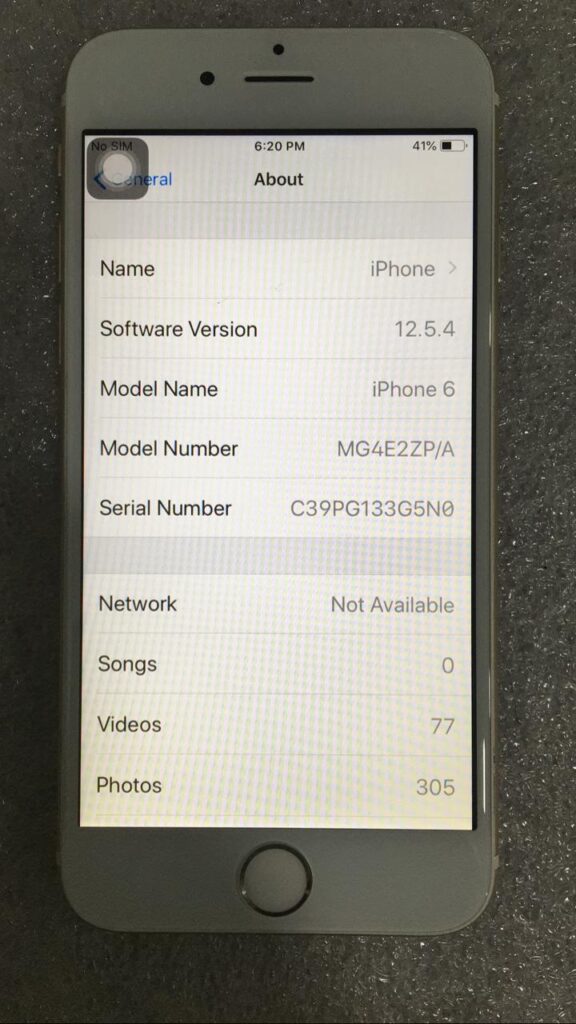 No SIM 6:20 PM 41%
General About
Name iPhone
Software Version 12.5.4
Model Name iPhone 6
Model Number MG4E2ZP/A
Serial Number C39PG133G5N0
Network Not Available
Songs 0
Videos 77
Photos 305